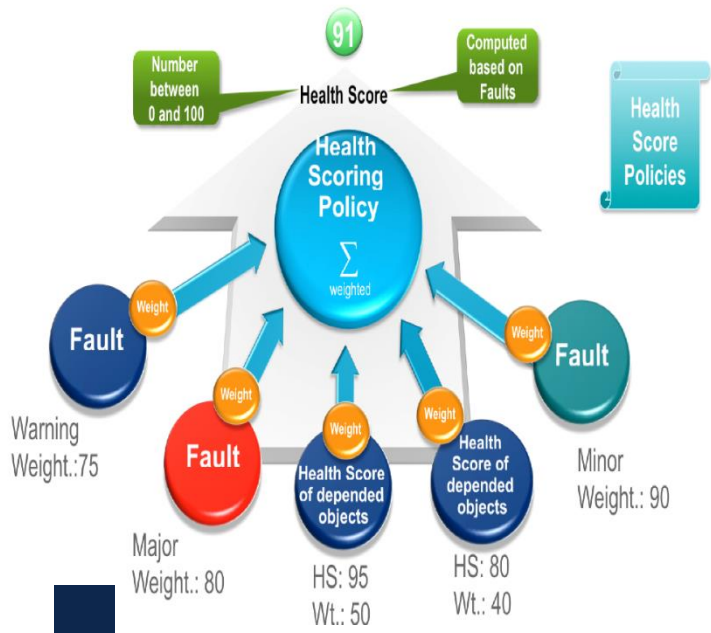 91
Number
between
0 and 100
Health Score
Computed
based on
Faults
Health
Score
Policies
Health
Scoring
Policy
Σ
weighted
Weight
Fault
Warning
Weight.:75
Weight
Fault
Major
Weight.: 80
Weight
Health Score
of depended
objects
HS: 95
Wt.: 50
Weight
Health
Score of
depended
objects
HS: 80
Wt.: 40
Weight
Fault
Minor
Weight.: 90